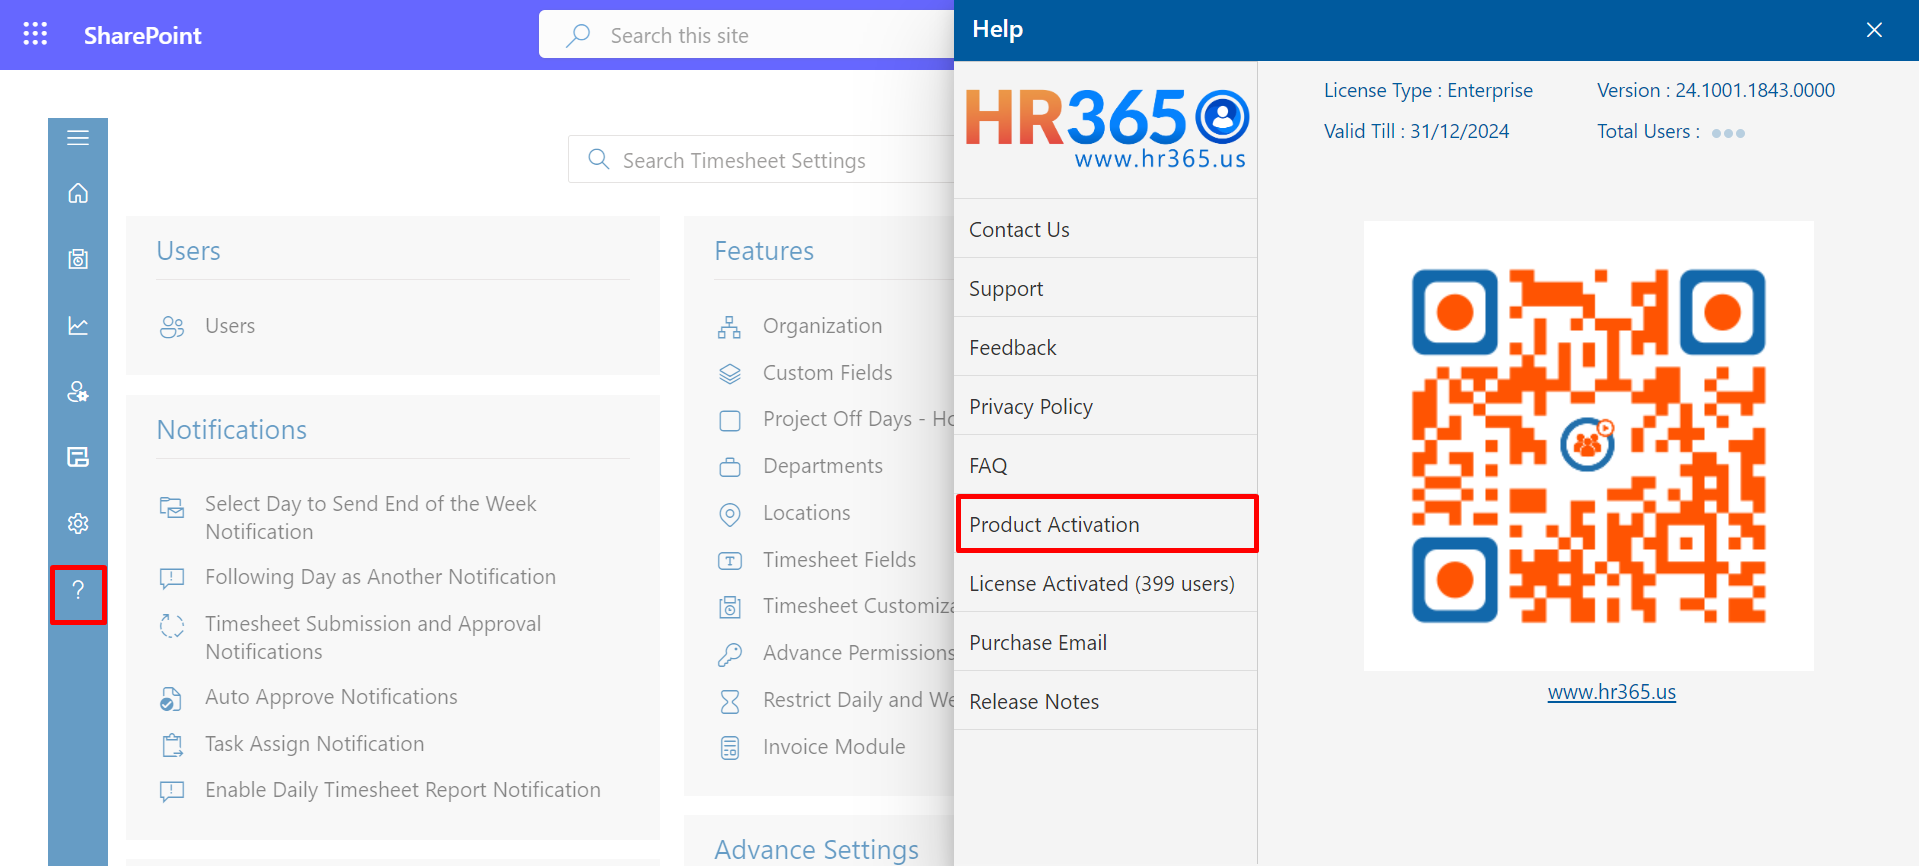 SharePoint
Search this site
Search Timesheet Settings
Users
Users
Notifications
Select Day to Send End of the Week
Notification
Following Day as Another Notification
Timesheet Submission and Approval
Notifications
Auto Approve Notifications
Task Assign Notification
Enable Daily Timesheet Report Notification
Features
Organization
Custom Fields
Project Off Days - Ho
Departments
Locations
Timesheet Fields
Timesheet Customiza
Advance Permissions
Restrict Daily and We
Invoice Module
Advance Settings
?
Help
HR365
www.hr365.us
Contact Us
Support
Feedback
Privacy Policy
FAQ
Product Activation
License Activated (399 users)
Purchase Email
Release Notes
License Type : Enterprise
Version : 24.1001.1843.0000
Valid Till : 31/12/2024
Total Users :
www.hr365.us